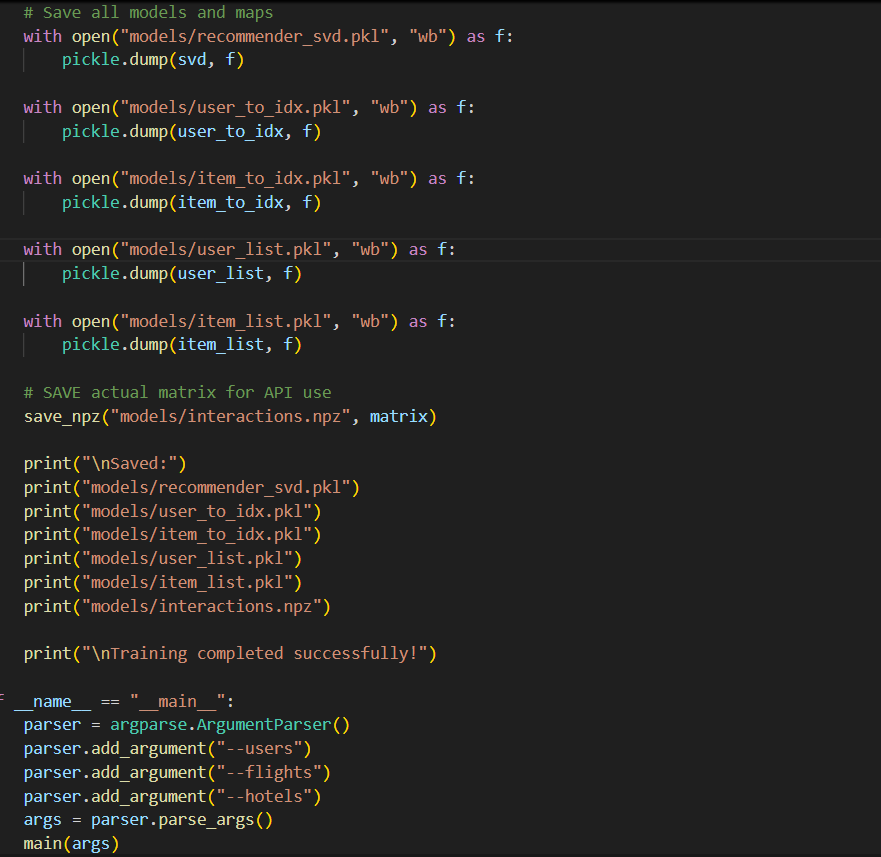 # Save all models and maps
with open("models/recommender_svd.pkl", "wb") as f:
    pickle.dump(svd, f)

with open("models/user_to_idx.pkl", "wb") as f:
    pickle.dump(user_to_idx, f)

with open("models/item_to_idx.pkl", "wb") as f:
    pickle.dump(item_to_idx, f)

with open("models/user_list.pkl", "wb") as f:
    pickle.dump(user_list, f)

with open("models/item_list.pkl", "wb") as f:
    pickle.dump(item_list, f)

# SAVE actual matrix for API use
save_npz("models/interactions.npz", matrix)

print("\nSaved:")
print("models/recommender_svd.pkl")
print("models/user_to_idx.pkl")
print("models/item_to_idx.pkl")
print("models/user_list.pkl")
print("models/item_list.pkl")
print("models/interactions.npz")

print("\nTraining completed successfully!")

f __name__ == "__main__":
parser = argparse.ArgumentParser()
parser.add_argument("--users")
parser.add_argument("--flights")
parser.add_argument("--hotels")
args = parser.parse_args()
main(args)